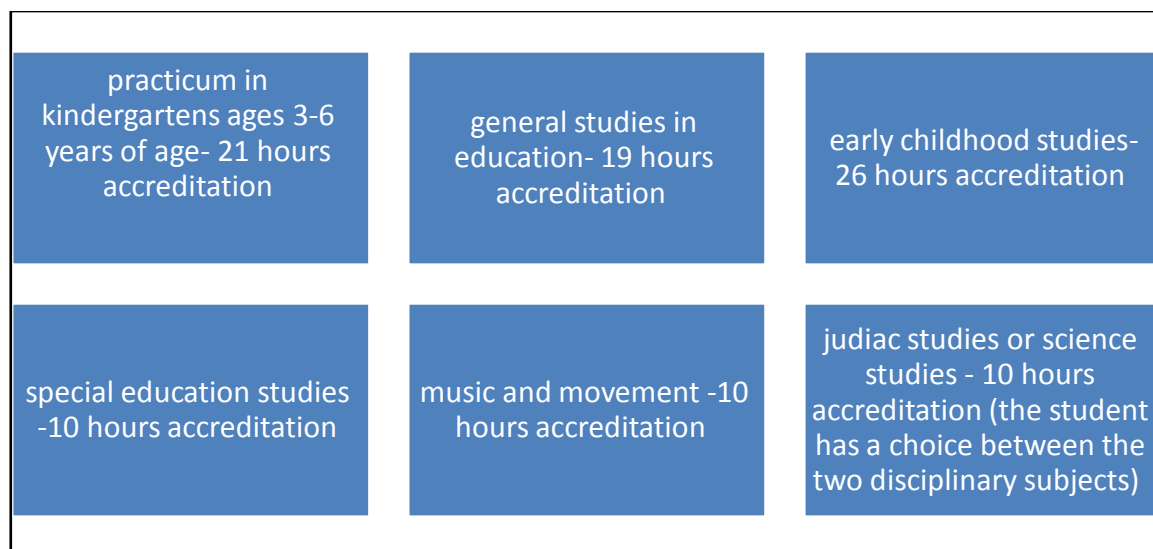 practicum in
kindergartens ages 3-6
years of age- 21 hours
accreditation
general studies in
education- 19 hours
accreditation
early childhood studies-
26 hours accreditation
special education studies
-10 hours accreditation
music and movement -10
hours accreditation
judiac studies or science
studies - 10 hours
accreditation (the student
has a choice between the
two disciplinary subjects)